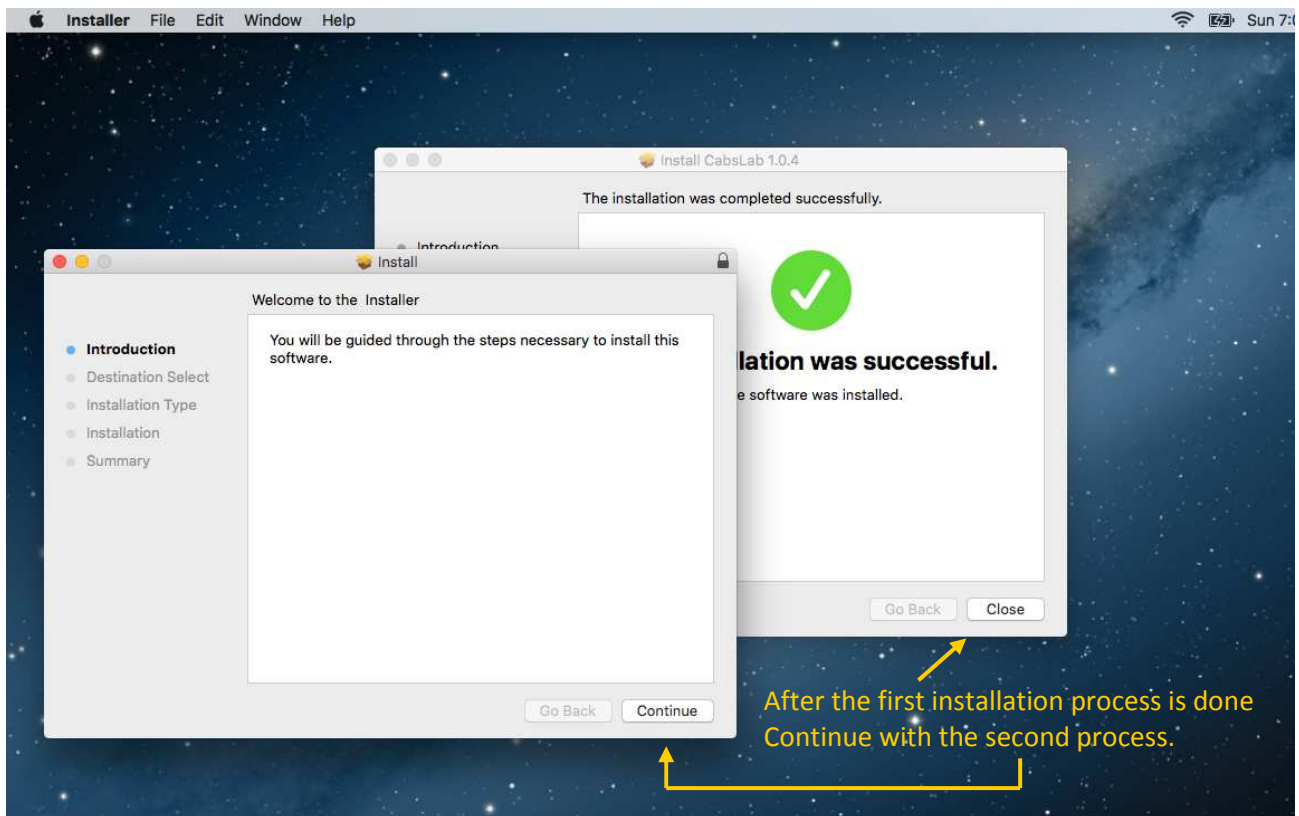 Installer File Edit Window Help Sun 7:0
Install CabsLab 1.0.4
The installation was completed successfully.
Introduction
lation was successful.
e software was installed.
Go Back Close
Install
Welcome to the Installer
You will be guided through the steps necessary to install this
software.
Introduction
Destination Select
Installation Type
Installation
Summary
Go Back Continue
After the first installation process is done
Continue with the second process.